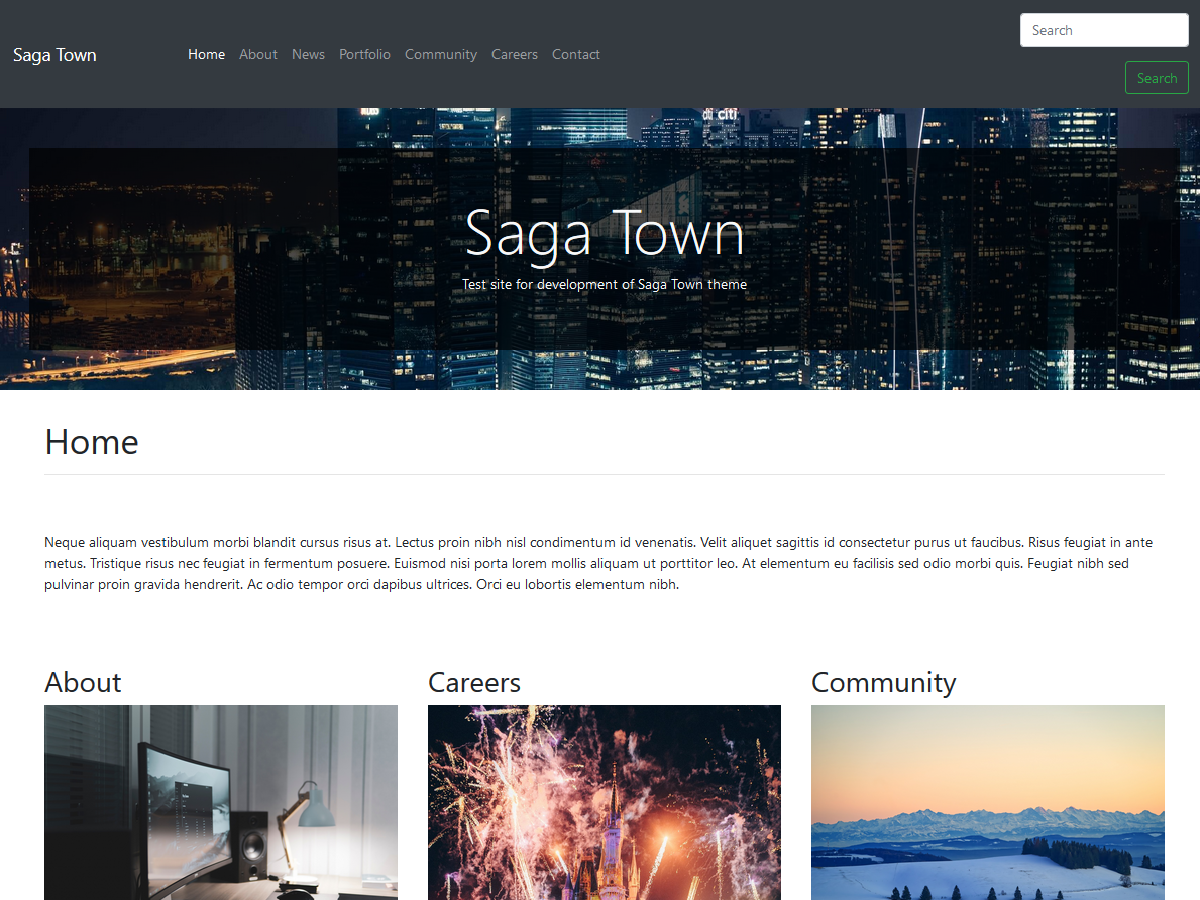 Saga Town
Home About News Portfolio Community Careers Contact
Search
Search
citi
Saga Town
Test site for development of Saga Town theme
Home
Neque aliquam vestibulum morbi blandit cursus risus at. Lectus proin nibh nisl condimentum id venenatis. Velit aliquet sagittis id consectetur purus ut faucibus. Risus feugiat in ante
metus. Tristique risus nec feugiat in fermentum posuere. Euismod nisi porta lorem mollis aliquam ut porttitor leo. At elementum eu facilisis sed odio morbi quis. Feugiat nibh sed
pulvinar proin gravida hendrerit. Ac odio tempor orci dapibus ultrices. Orci eu lobortis elementum nibh.
About
Careers
Community